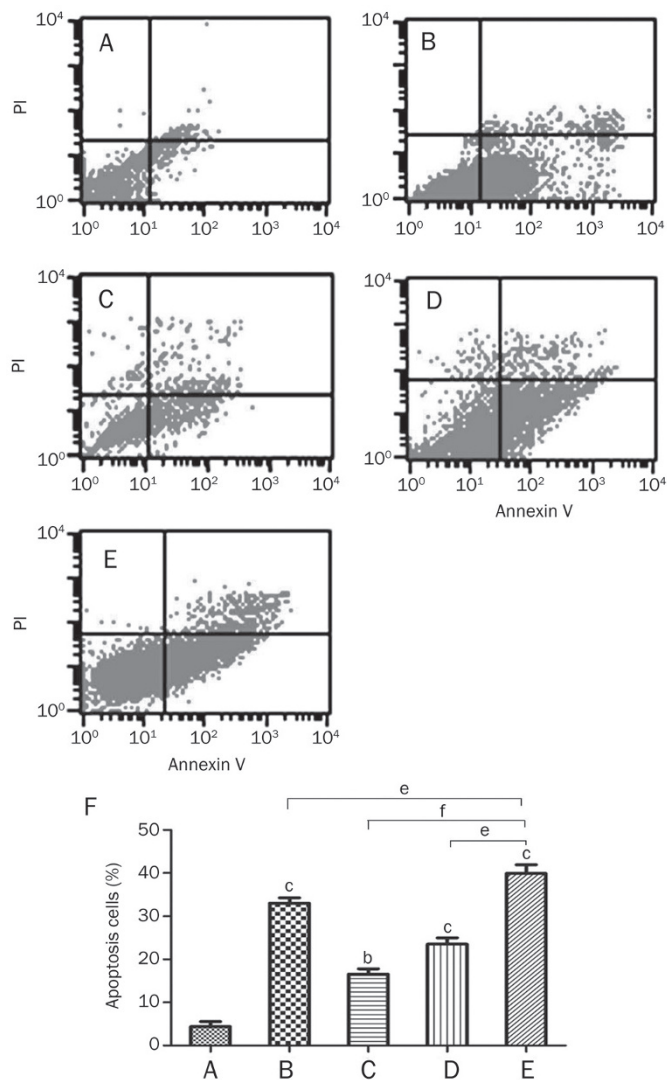 A
10⁴
PI
10⁰
10⁰ 10¹ 10² 10³ 10⁴
B
10⁴
10⁰
10⁰ 10¹ 10² 10³ 10⁴
C
10⁴
PI
10⁰
10⁰ 10¹ 10² 10³ 10⁴
D
10⁴
10⁰
10⁰ 10¹ 10² 10³ 10⁴
Annexin V
E
10⁴
PI
10⁰
10⁰ 10¹ 10² 10³ 10⁴
Annexin V
F
e
f
e
50
40
30
20
10
0
Apoptosis cells (%)
c
b
c
c
A B C D E